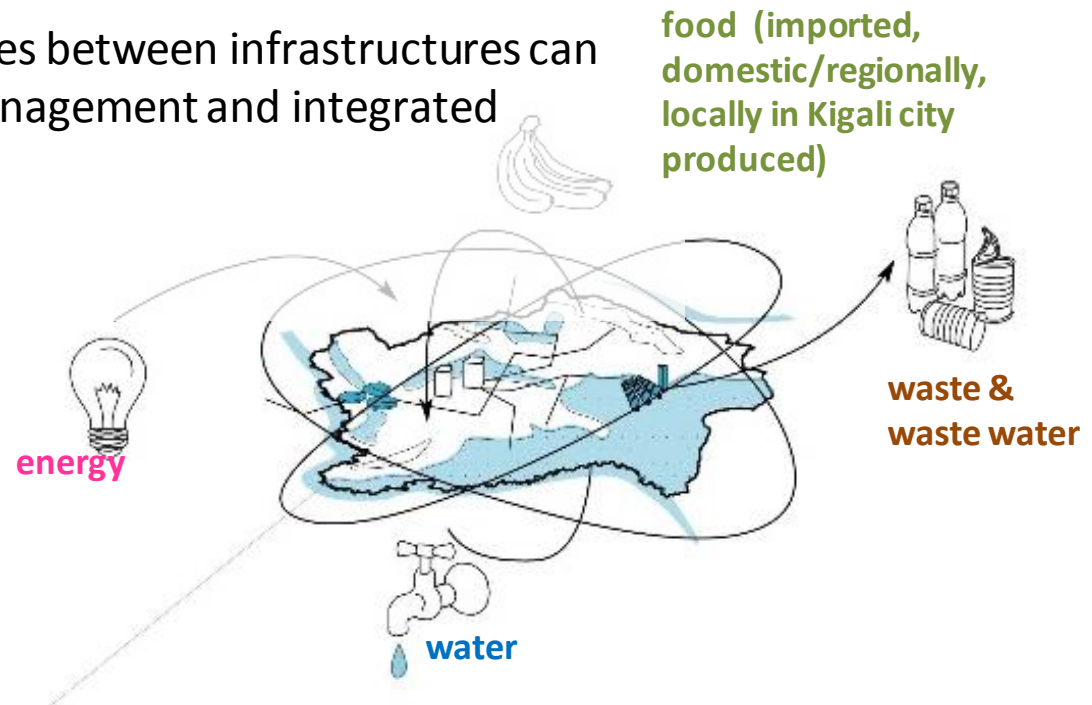 es between infrastructures can
nagement and integrated
food (imported,
domestic/regionally,
locally in Kigali city
produced)
waste &
waste water
energy
water